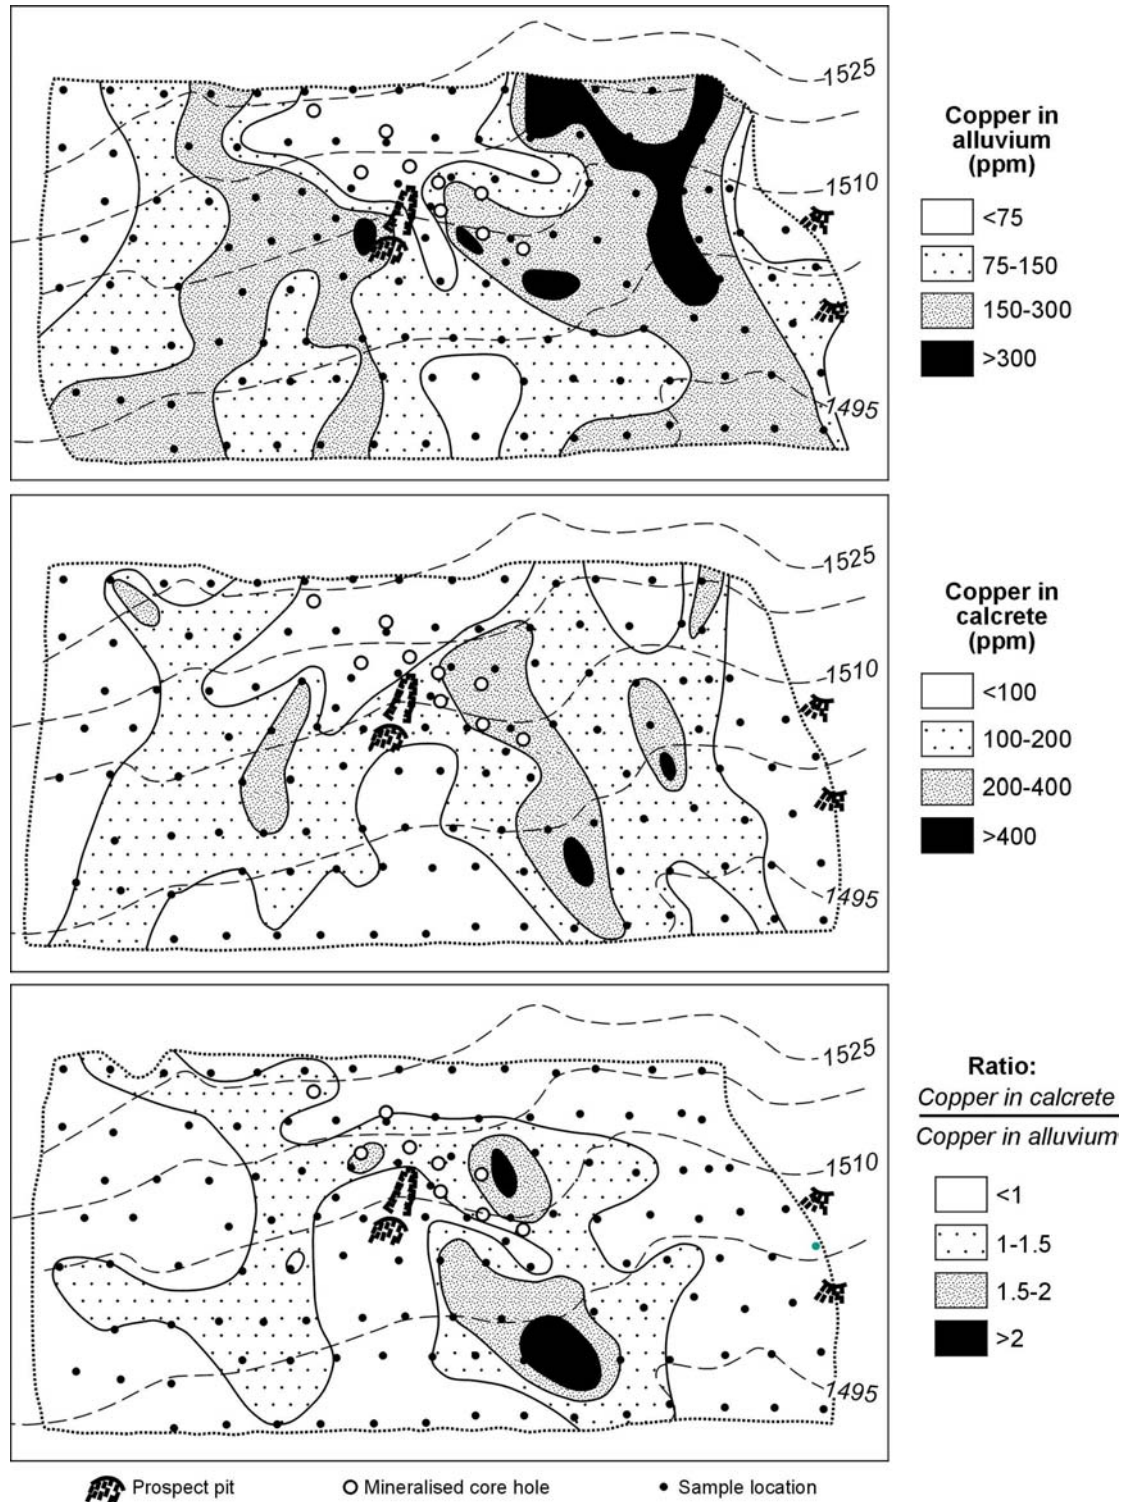 1525
1510
1495
Copper in
alluvium
(ppm)
<75
75-150
150-300
>300
1525
1510
1495
Copper in
calcrete
(ppm)
<100
100-200
200-400
>400
1525
1510
1495
Ratio:
Copper in calcrete
Copper in alluvium
<1
1-1.5
1.5-2
>2
Prospect pit
Mineralised core hole
Sample location